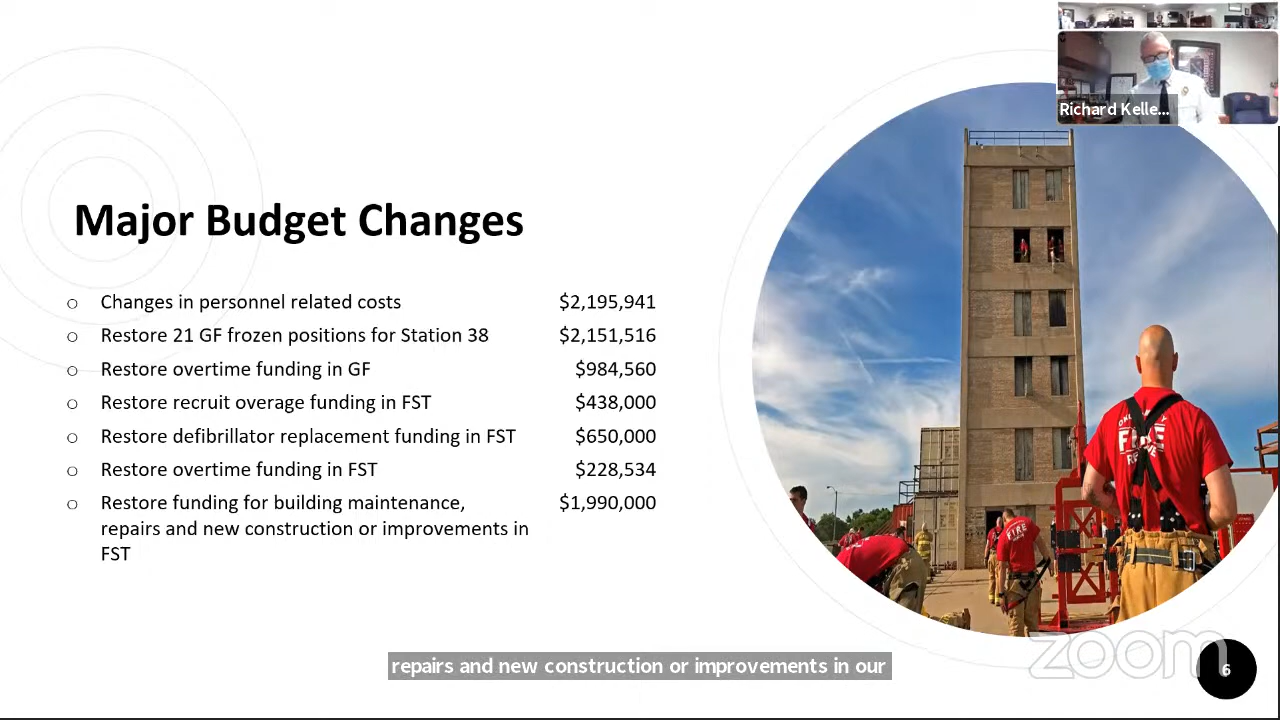 Richard Kelle...
Major Budget Changes
Changes in personnel related costs $2,195,941
Restore 21 GF frozen positions for Station 38 $2,151,516
Restore overtime funding in GF $984,560
Restore recruit overage funding in FST $438,000
Restore defibrillator replacement funding in FST $650,000
Restore overtime funding in FST $228,534
Restore funding for building maintenance, $1,990,000
repairs and new construction or improvements in
FST
FIRE
FIRE
repairs and new construction or improvements in our
zoom
6